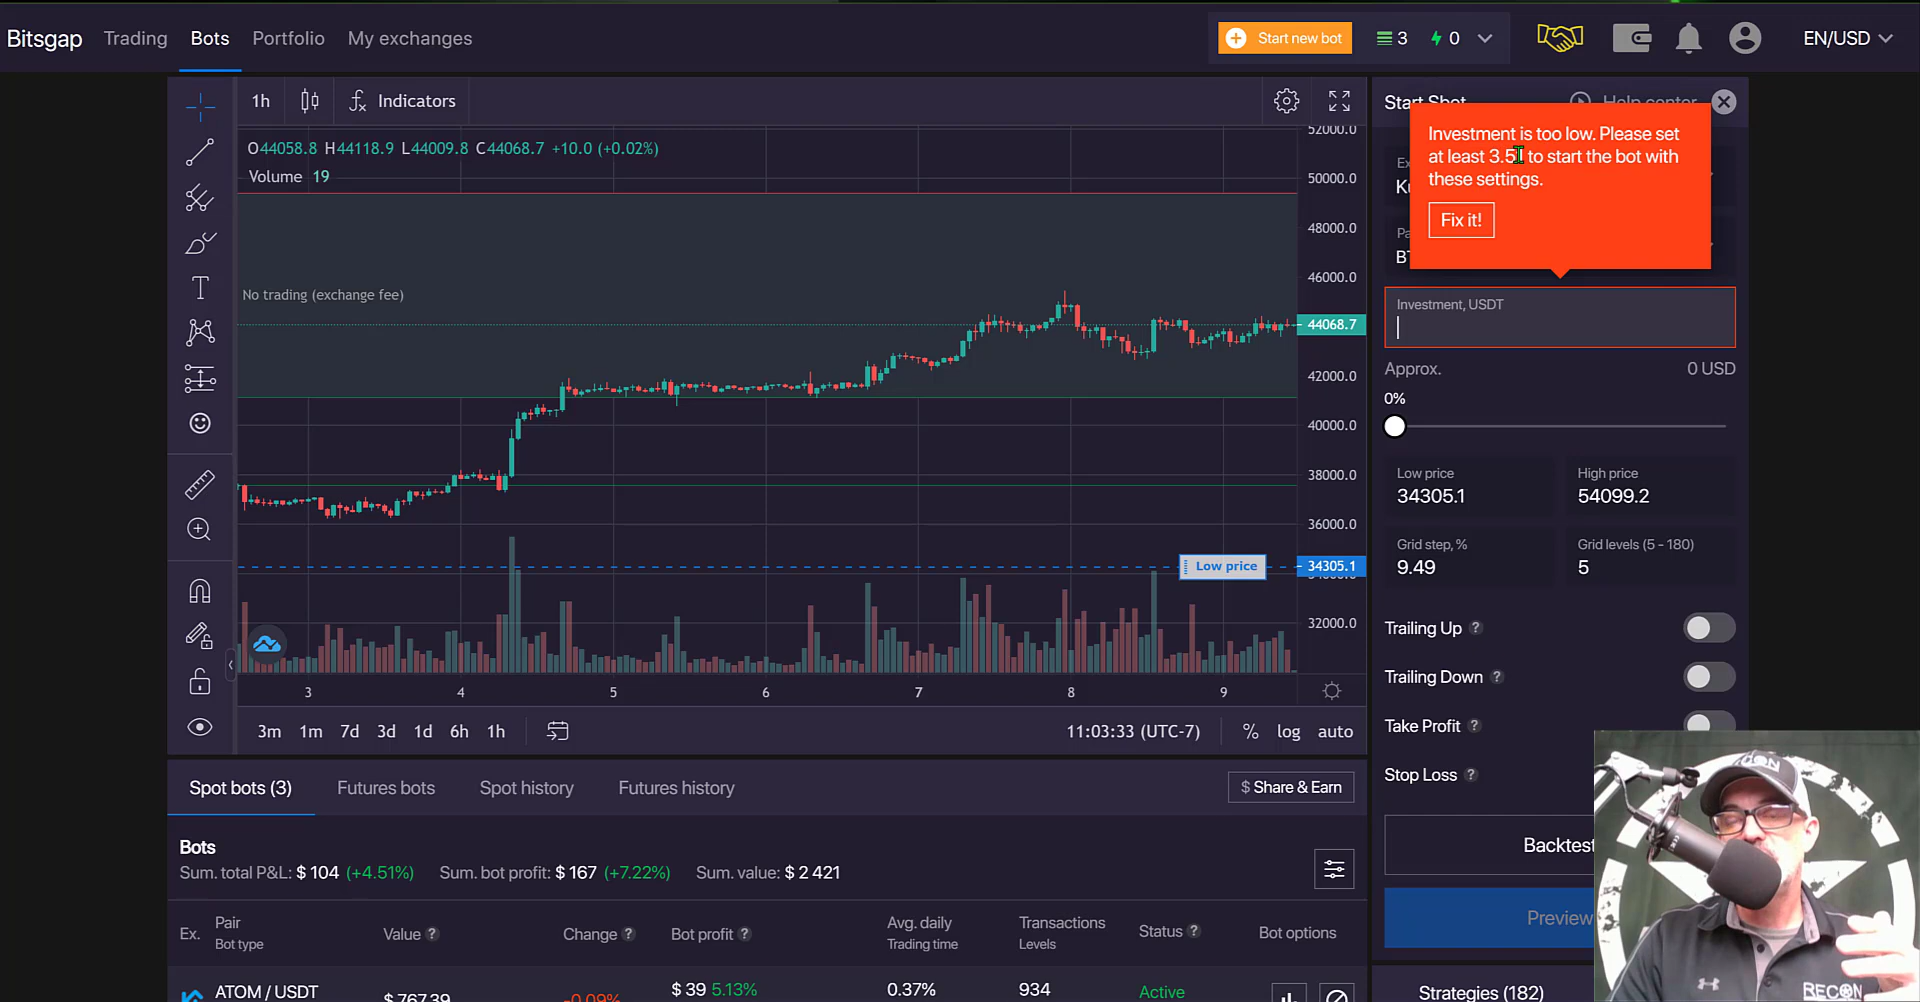 Bitsgap Trading Bots Portfolio My exchanges Start new bot 3 0 EN/USD
1h Indicators
O44058.8 H44118.9 L44009.8 C44068.7 +10.0 (+0.02%)
Volume 19
No trading (exchange fee)
52000.0
50000.0
48000.0
46000.0
44068.7
42000.0
40000.0
38000.0
36000.0
Low price 34305.1
32000.0
3 4 5 6 7 8 9
3m 1m 7d 3d 1d 6h 1h 11:03:33 (UTC-7) % log auto
Help center
Investment is too low. Please set
at least 3.5 to start the bot with
these settings.
Fix it!
Investment, USDT
Approx. 0 USD
0%
Low price High price
34305.1 54099.2
Grid step, % Grid levels (5 - 180)
9.49 5
Trailing Up ?
Trailing Down ?
Take Profit ?
Stop Loss ?
Backtest
Preview
Strategies (182)
Spot bots (3) Futures bots Spot history Futures history $ Share & Earn
Bots
Sum. total P&L: $ 104 (+4.51%) Sum. bot profit: $ 167 (+7.22%) Sum. value: $ 2 421
Ex. Pair Value ? Change ? Bot profit ? Avg. daily Transactions Status ? Bot options
Bot type Trading time Levels
ATOM / USDT $ 767.39 -0.09% $ 39 5.13% 0.37% 934 Active
RECON
RECON